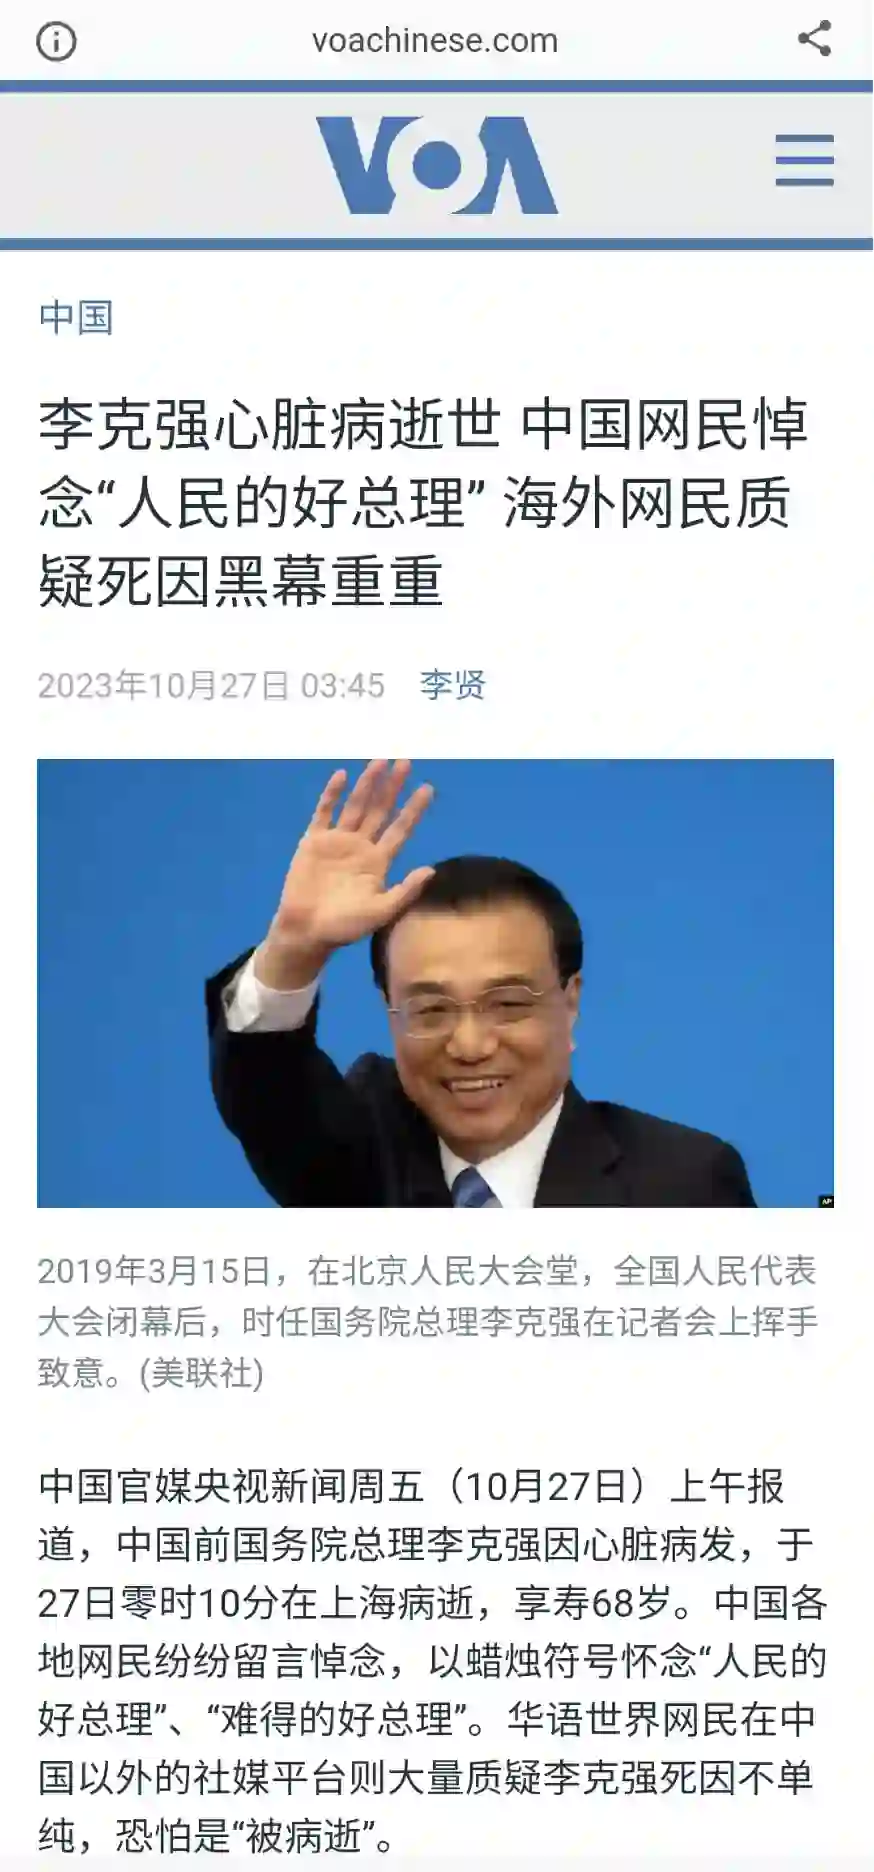 voachinese.com
VOA
中国
李克强心脏病逝世 中国网民悼
念“人民的好总理” 海外网民质
疑死因黑幕重重
2023年10月27日 03:45 李贤
AP
2019年3月15日，在北京人民大会堂，全国人民代表
大会闭幕后，时任国务院总理李克强在记者会上挥手
致意。(美联社)
中国官媒央视新闻周五（10月27日）上午报
道，中国前国务院总理李克强因心脏病发，于
27日零时10分在上海病逝，享寿68岁。中国各
地网民纷纷留言悼念，以蜡烛符号怀念“人民的
好总理”、“难得的好总理”。华语世界网民在中
国以外的社媒平台则大量质疑李克强死因不单
纯，恐怕是“被病逝”。